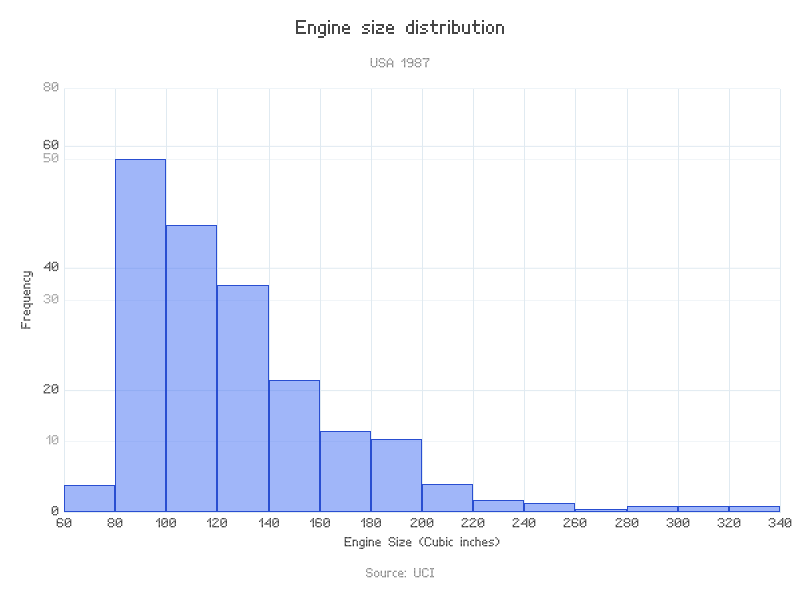 Engine size distribution
USA 1987
80
60
50
40
30
20
10
0
Frequency
60 80 100 120 140 160 180 200 220 240 260 280 300 320 340
Engine Size (Cubic inches)
Source: UCI